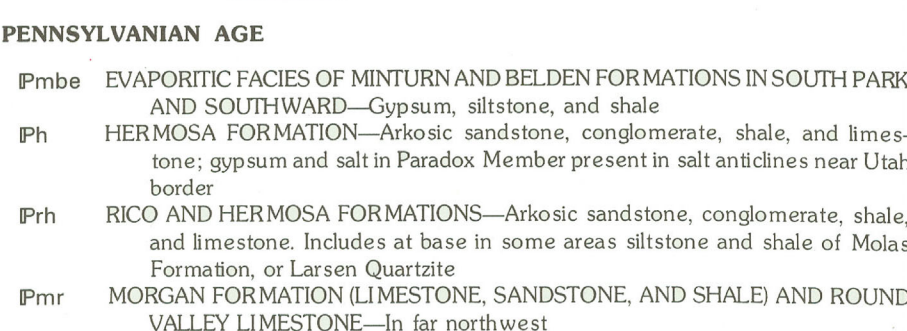 PENNSYLVANIAN AGE
ℙmbe EVAPORITIC FACIES OF MINTURN AND BELDEN FORMATIONS IN SOUTH PARK
AND SOUTHWARD—Gypsum, siltstone, and shale
ℙh HERMOSA FORMATION—Arkosic sandstone, conglomerate, shale, and limes-
tone; gypsum and salt in Paradox Member present in salt anticlines near Utah
border
ℙrh RICO AND HERMOSA FORMATIONS—Arkosic sandstone, conglomerate, shale,
and limestone. Includes at base in some areas siltstone and shale of Molas
Formation, or Larsen Quartzite
ℙmr MORGAN FORMATION (LIMESTONE, SANDSTONE, AND SHALE) AND ROUND
VALLEY LIMESTONE—In far northwest